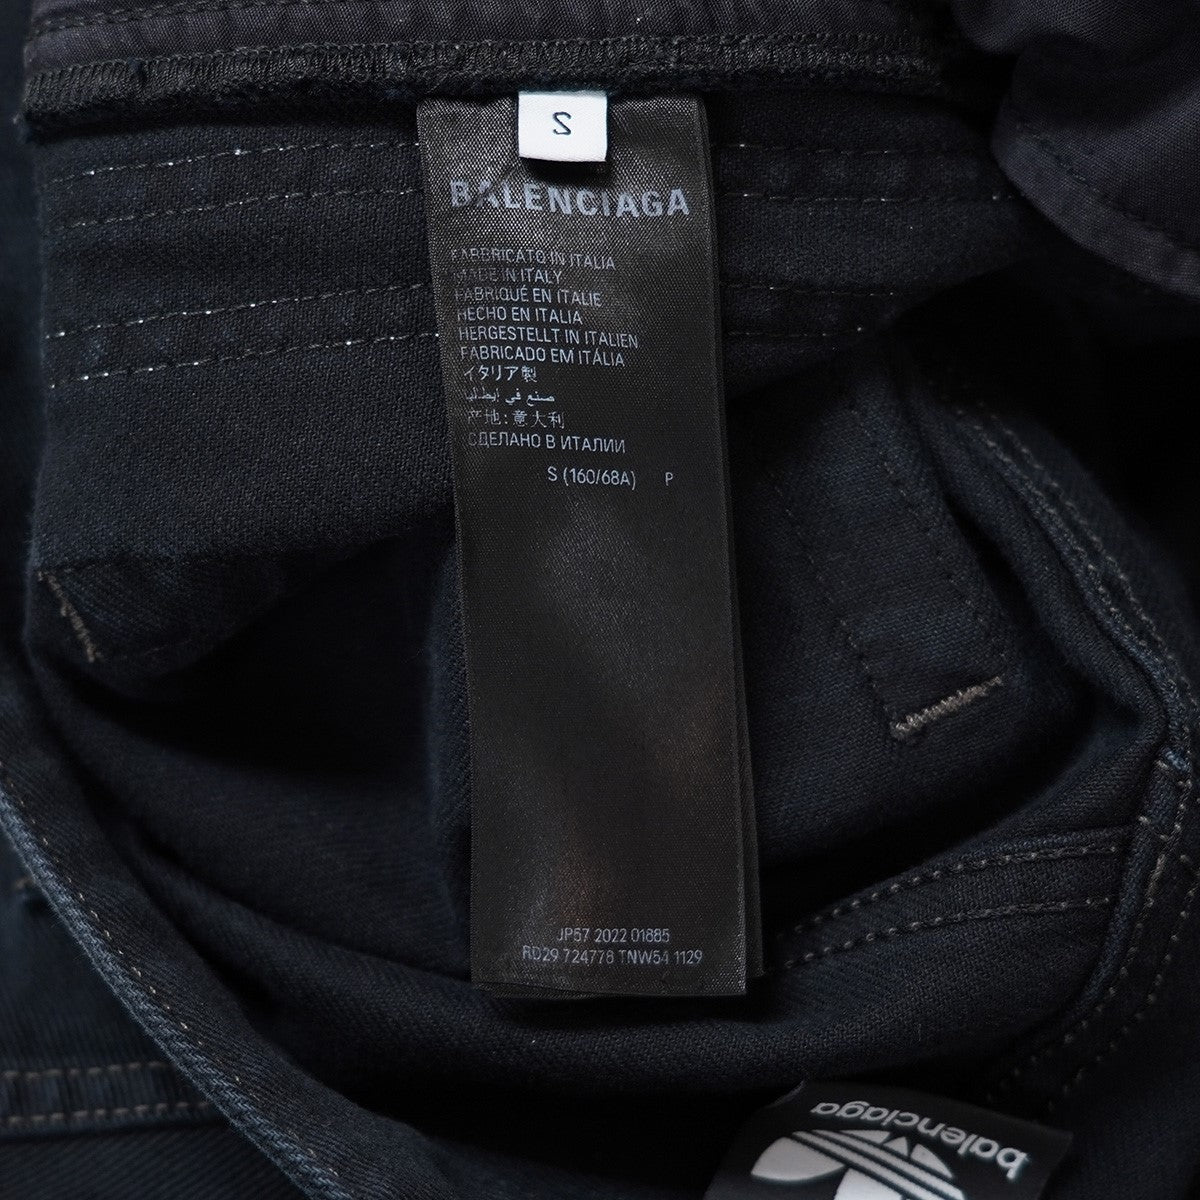 S
BALENCIAGA
FABBRICATO IN ITALIA
MADE IN ITALY
FABRIQUÉ EN ITALIE
HECHO EN ITALIA
HERGESTELLT IN ITALIEN
FABRICADO EM ITÁLIA
イタリア製
صنع في إيطاليا
产地:意大利
СДЕЛАНО В ИТАЛИИ
S (160/68A) P
JP57 2022 01885
RD29 724778 TNW54 1129
balenciaga